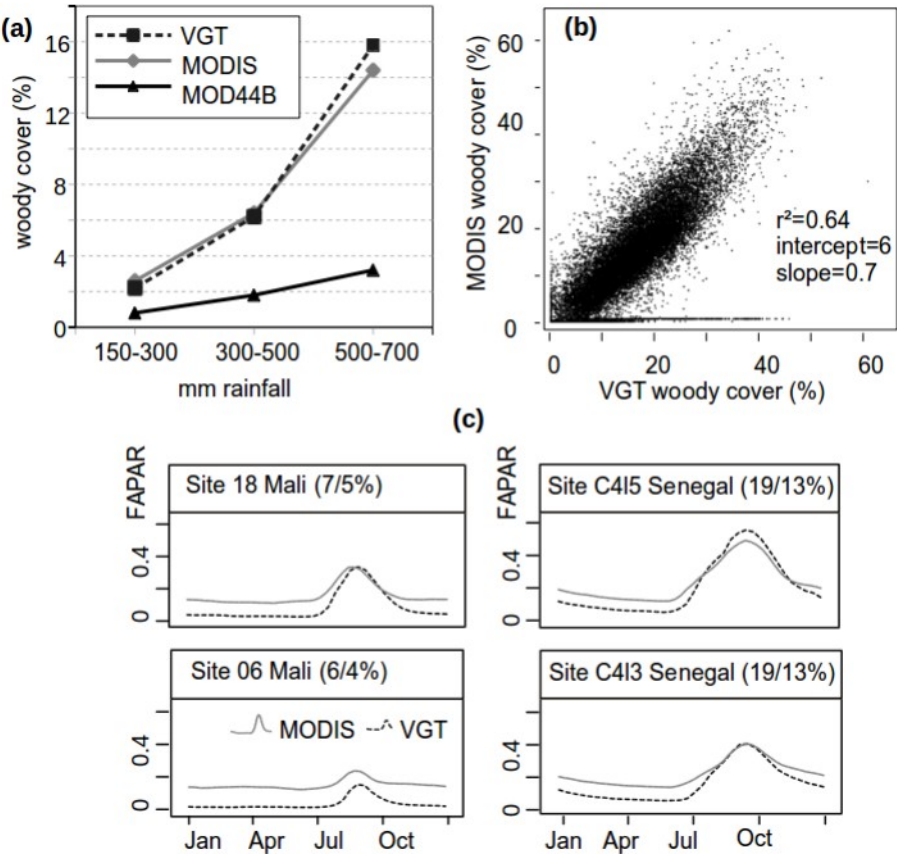 (a)
VGT
MODIS
MOD44B
woody cover (%)
16
12
8
4
0
150-300 300-500 500-700
mm rainfall
(b)
MODIS woody cover (%)
60
40
20
0
r²=0.64
intercept=6
slope=0.7
0 20 40 60
VGT woody cover (%)
(c)
FAPAR
Site 18 Mali (7/5%)
0.4
0
FAPAR
Site C4I5 Senegal (19/13%)
0.4
0
Site 06 Mali (6/4%)
MODIS VGT
0.4
0
Jan Apr Jul Oct
Site C4I3 Senegal (19/13%)
0.4
0
Jan Apr Jul Oct